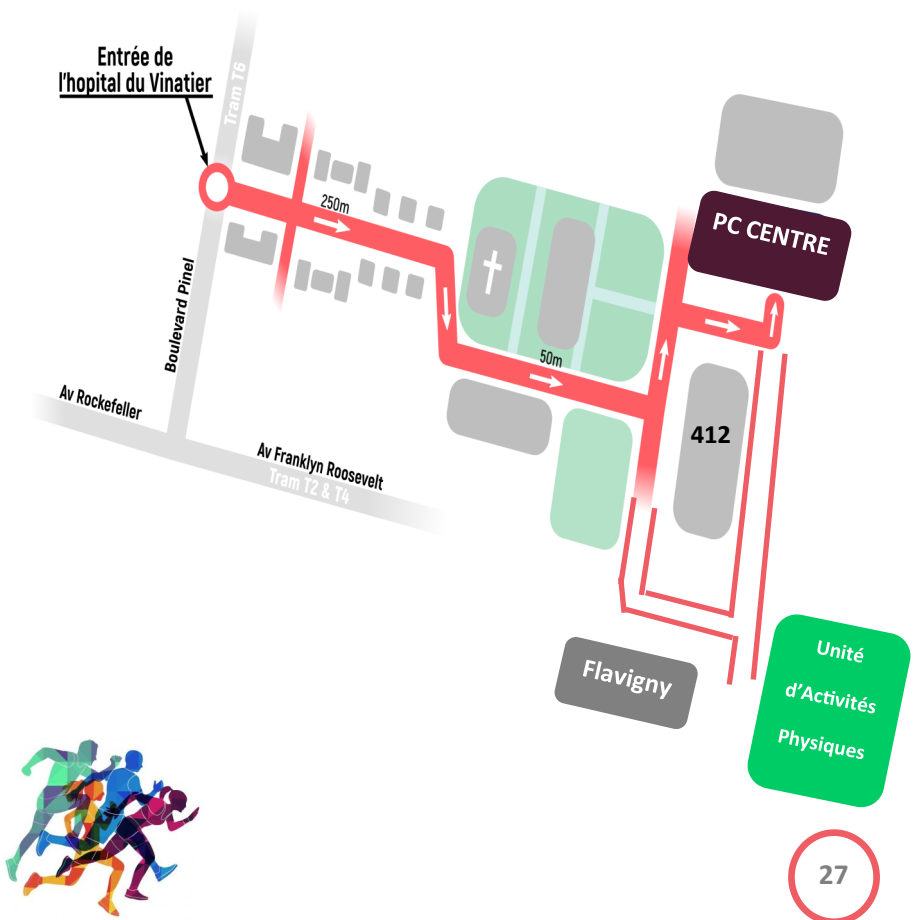 Entrée de
l'hopital du Vinatier
Tram T6
250m
PC CENTRE
Boulevard Pinel
50m
Av Rockefeller
412
Av Franklyn Roosevelt
Tram T2 & T4
Flavigny
Unité
d'Activités
Physiques
27